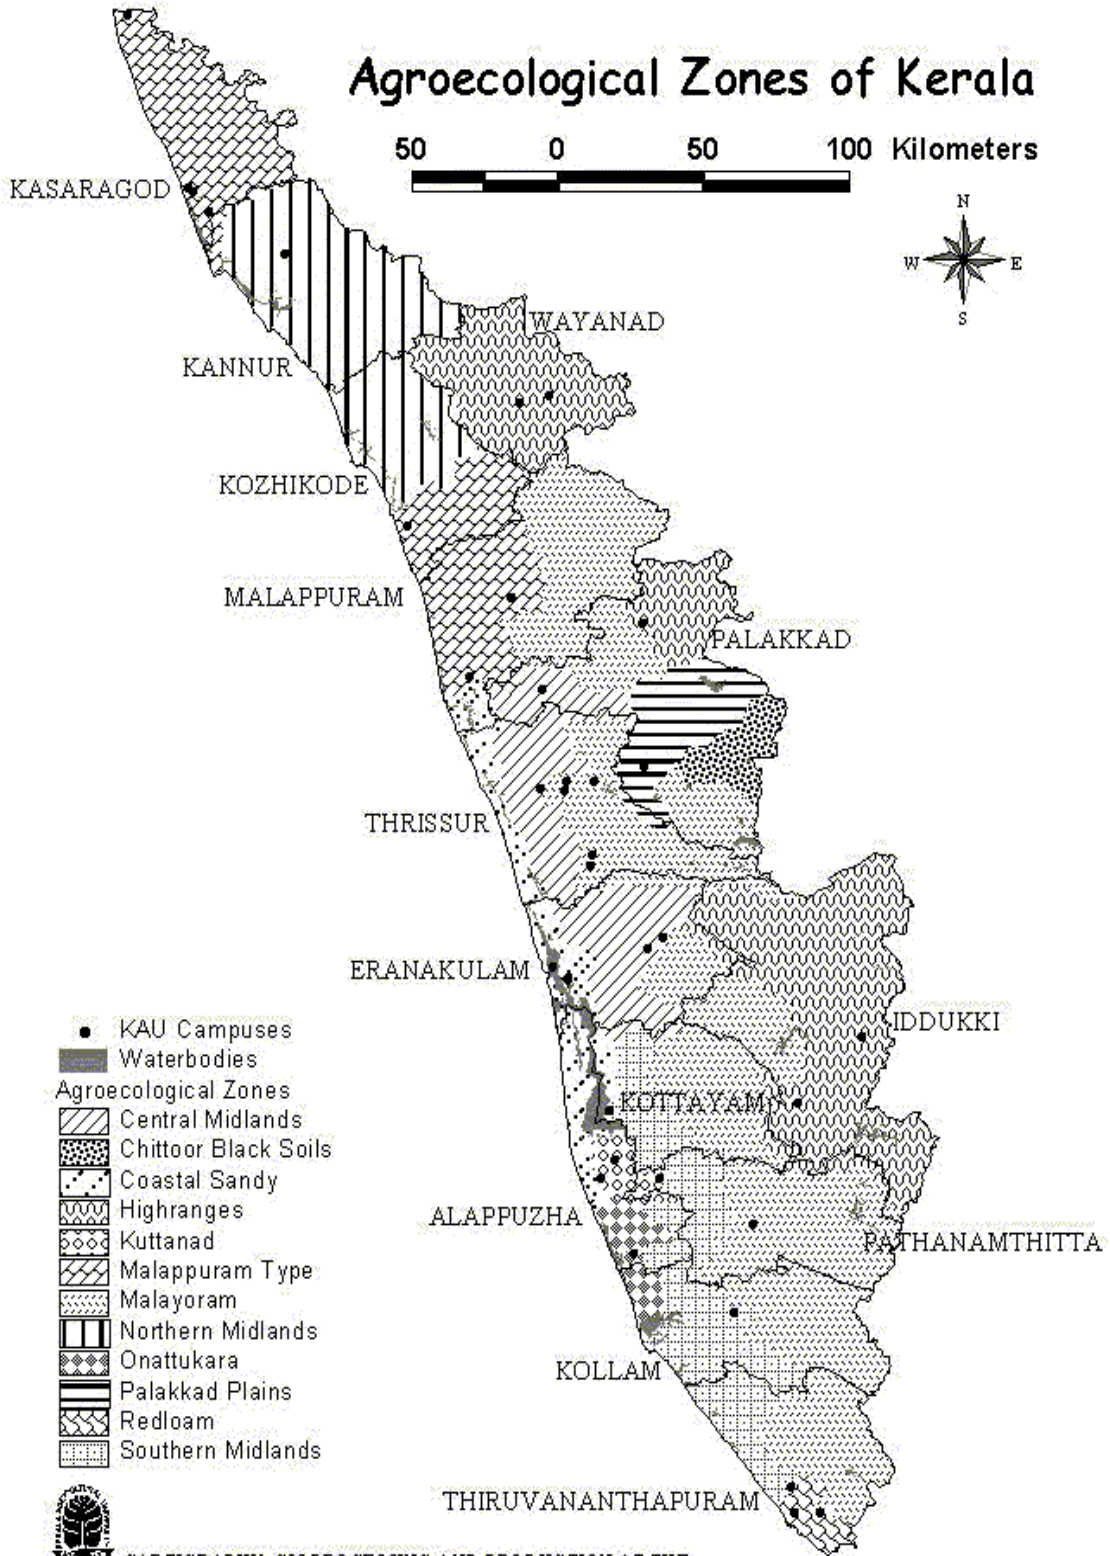 Agroecological Zones of Kerala
50 0 50 100 Kilometers
KASARAGOD
N
W E
S
WAYANAD
KANNUR
KOZHIKODE
MALAPPURAM
PALAKKAD
THRISSUR
ERANAKULAM
IDDUKKI
KAU Campuses
Waterbodies
Agroecological Zones
Central Midlands
KOTTAYAM
Chittoor Black Soils
Coastal Sandy
Highranges
ALAPPUZHA
Kuttanad
PATHANAMTHITTA
Malappuram Type
Malayoram
Northern Midlands
Onattukara
KOLLAM
Palakkad Plains
Redloam
Southern Midlands
THIRUVANANTHAPURAM